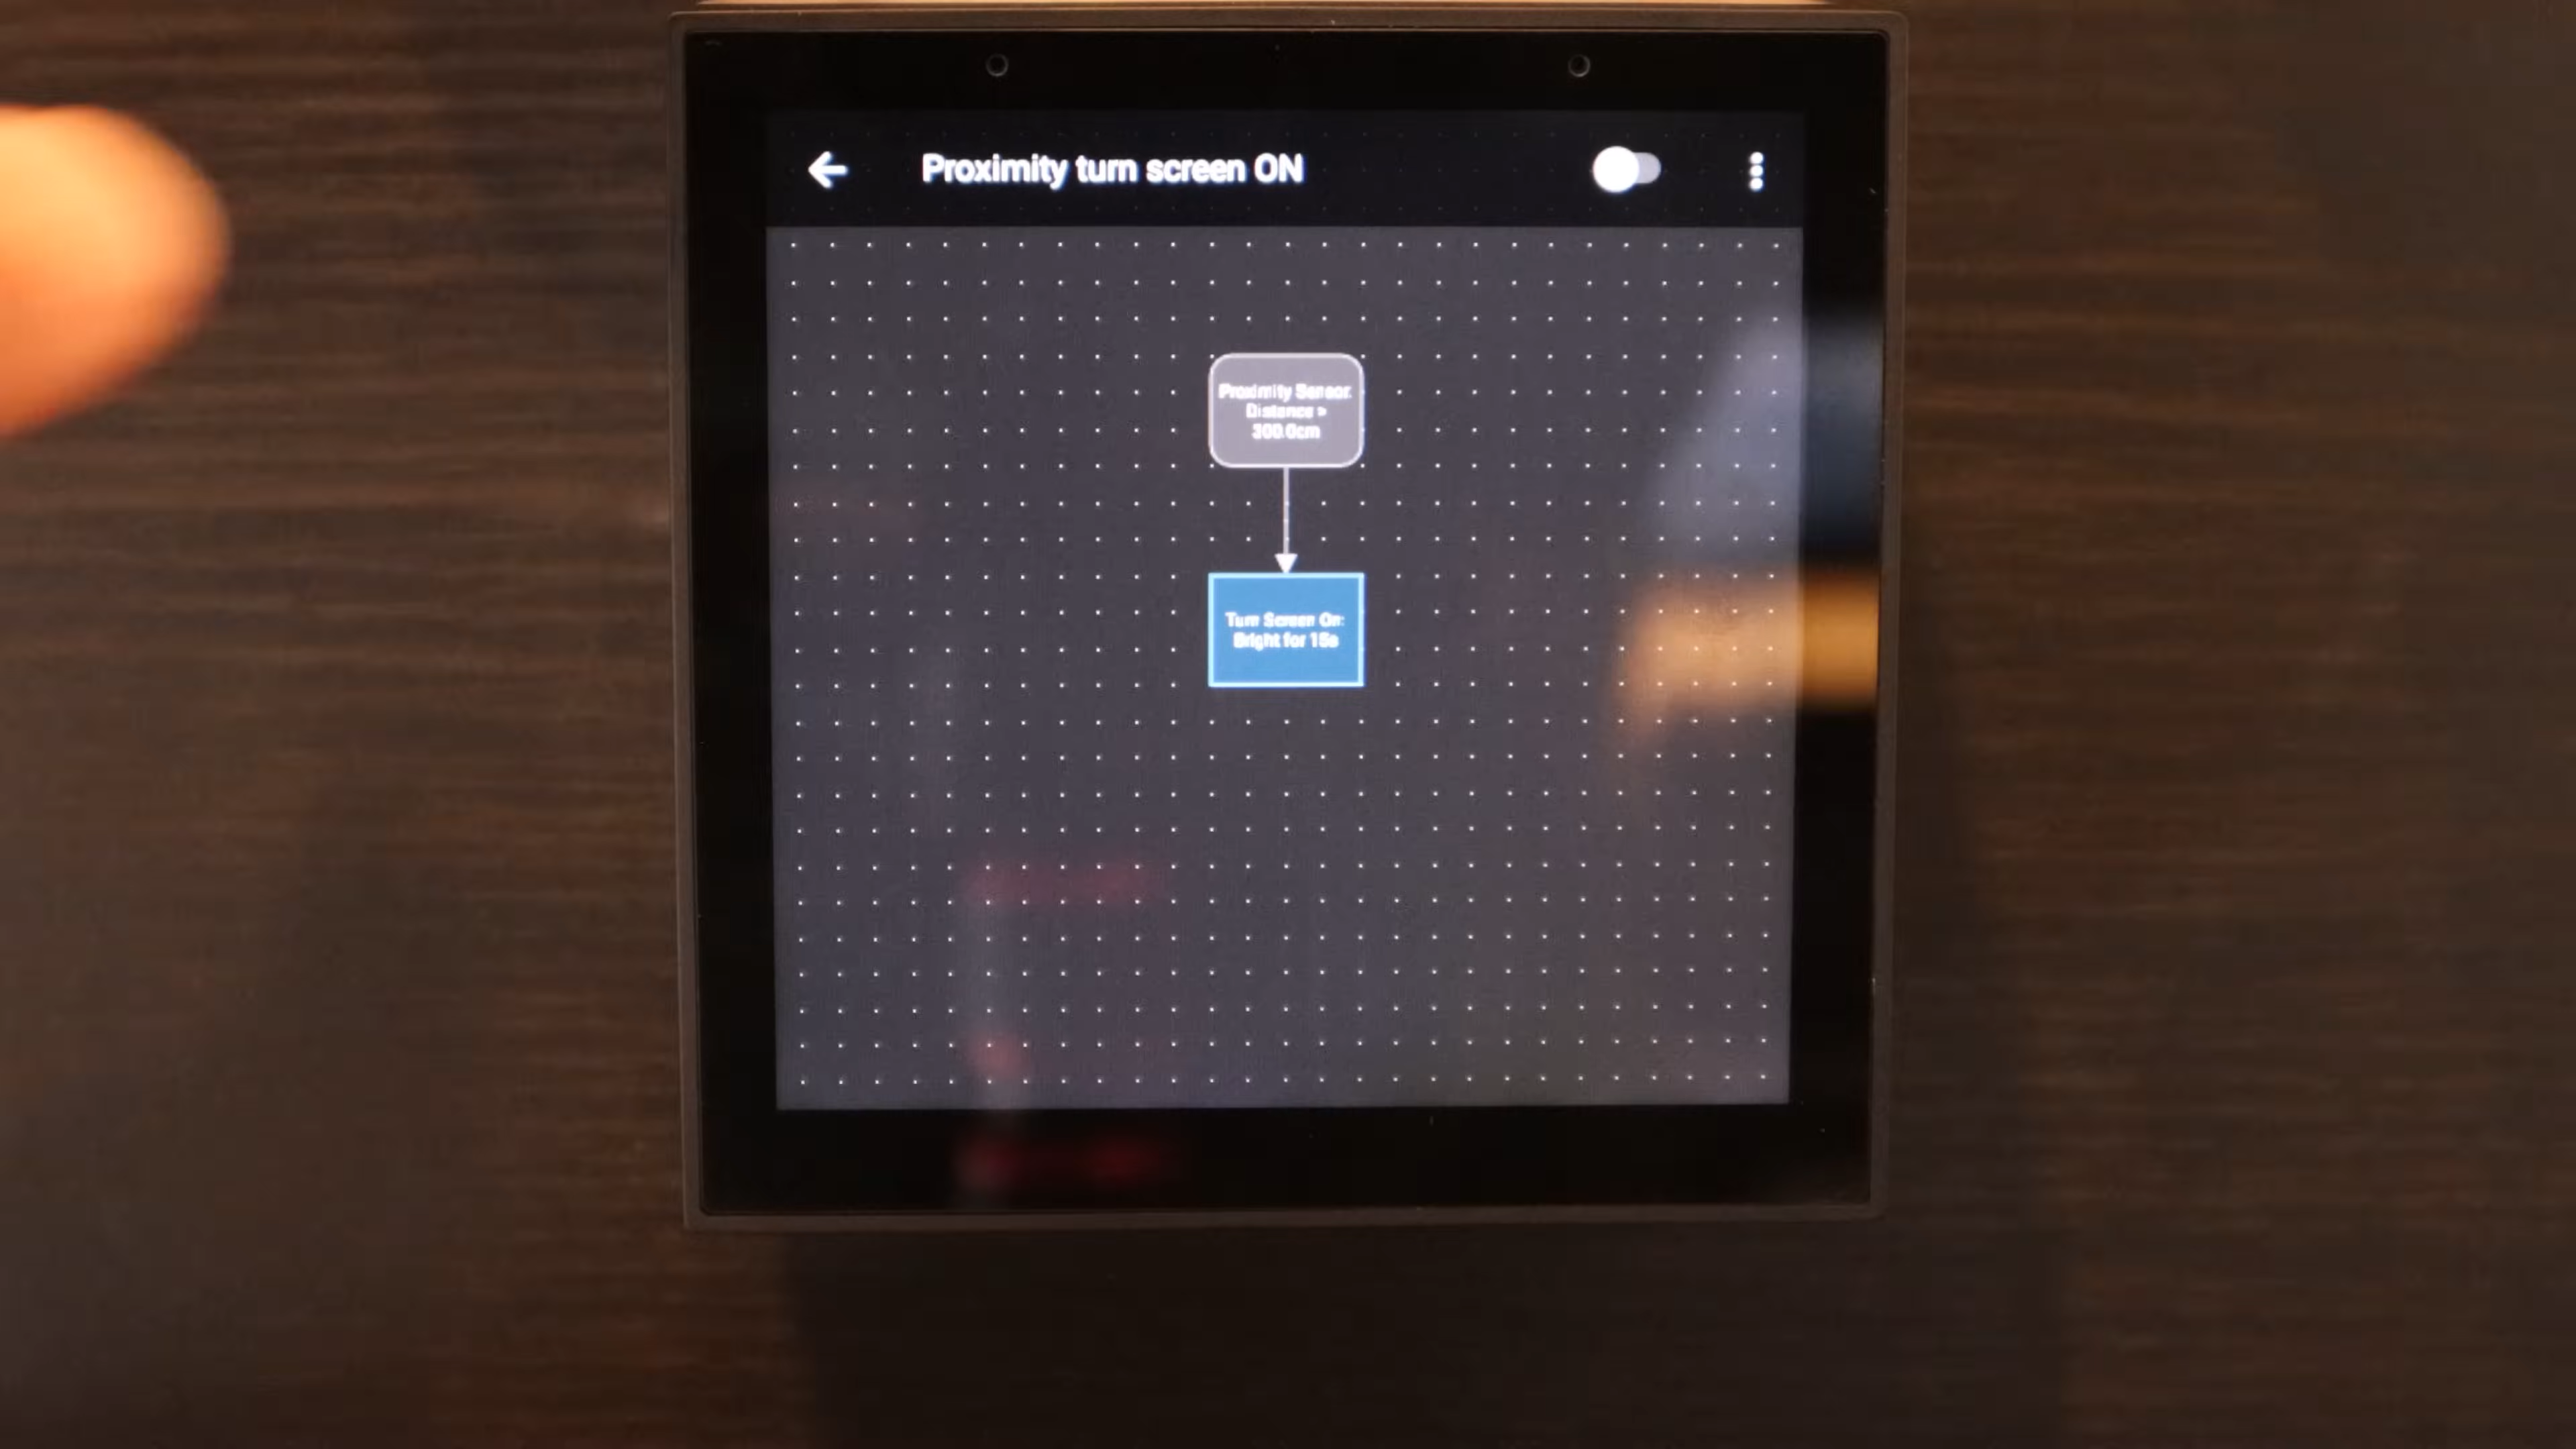 Proximity turn screen ON
Proximity Sensor:
Distance >
300.0cm
Turn Screen On:
Bright for 15s